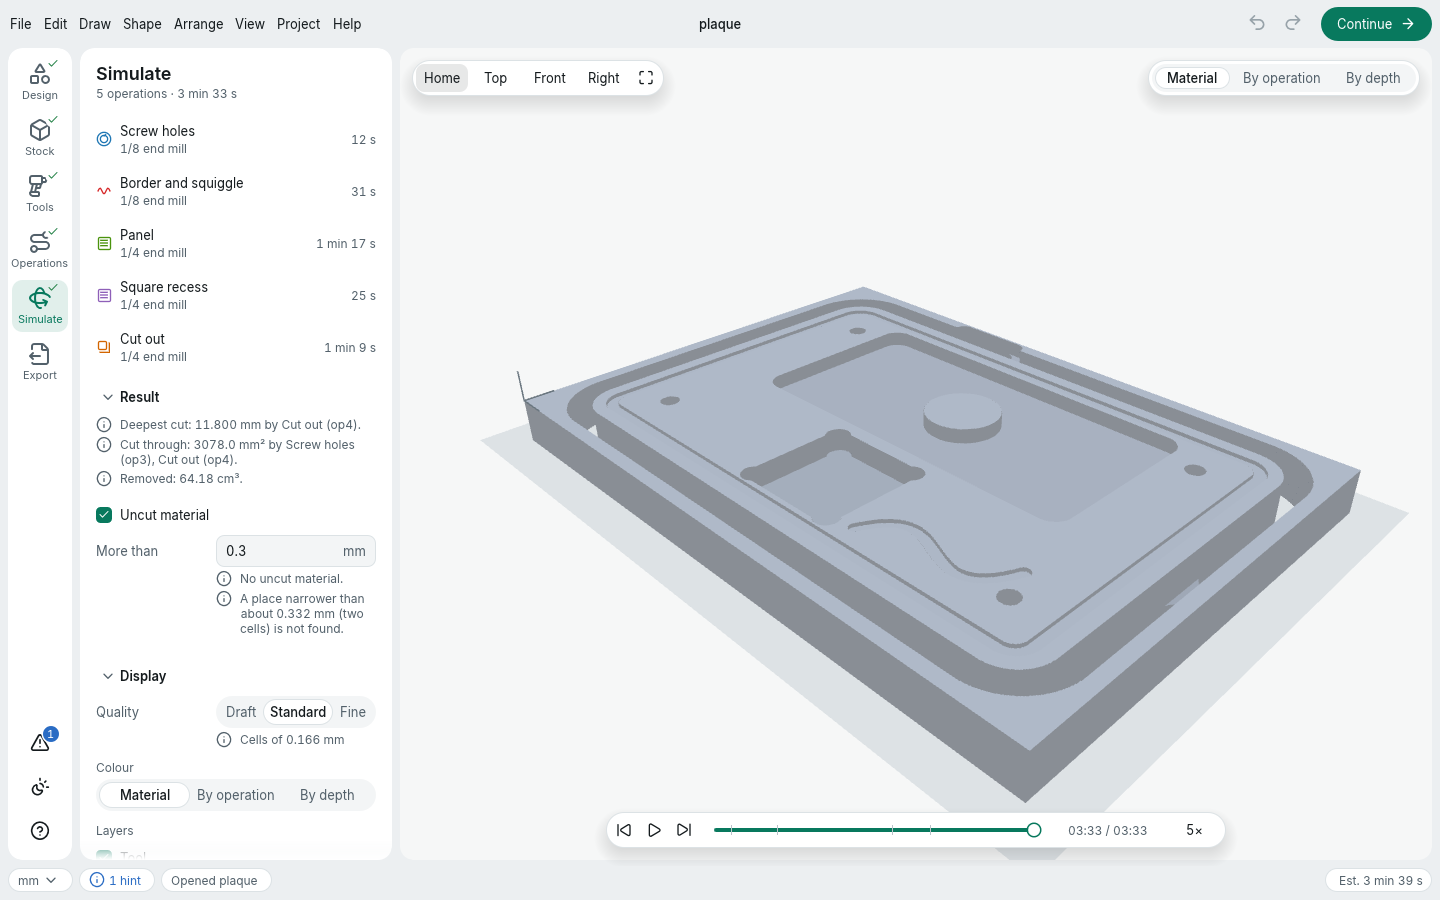 File Edit Draw Shape Arrange View Project Help
plaque
Continue
Design
Stock
Tools
Operations
Simulate
Export
1
Simulate
5 operations · 3 min 33 s
Screw holes
1/8 end mill
12 s
Border and squiggle
1/8 end mill
31 s
Panel
1/4 end mill
1 min 17 s
Square recess
1/4 end mill
25 s
Cut out
1/4 end mill
1 min 9 s
Result
Deepest cut: 11.800 mm by Cut out (op4).
Cut through: 3078.0 mm² by Screw holes
(op3), Cut out (op4).
Removed: 64.18 cm³.
Uncut material
More than
0.3 mm
No uncut material.
A place narrower than
about 0.332 mm (two
cells) is not found.
Display
Quality
Draft Standard Fine
Cells of 0.166 mm
Colour
Material By operation By depth
Layers
Tool
Home Top Front Right
Material By operation By depth
03:33 / 03:33
5×
mm
1 hint
Opened plaque
Est. 3 min 39 s